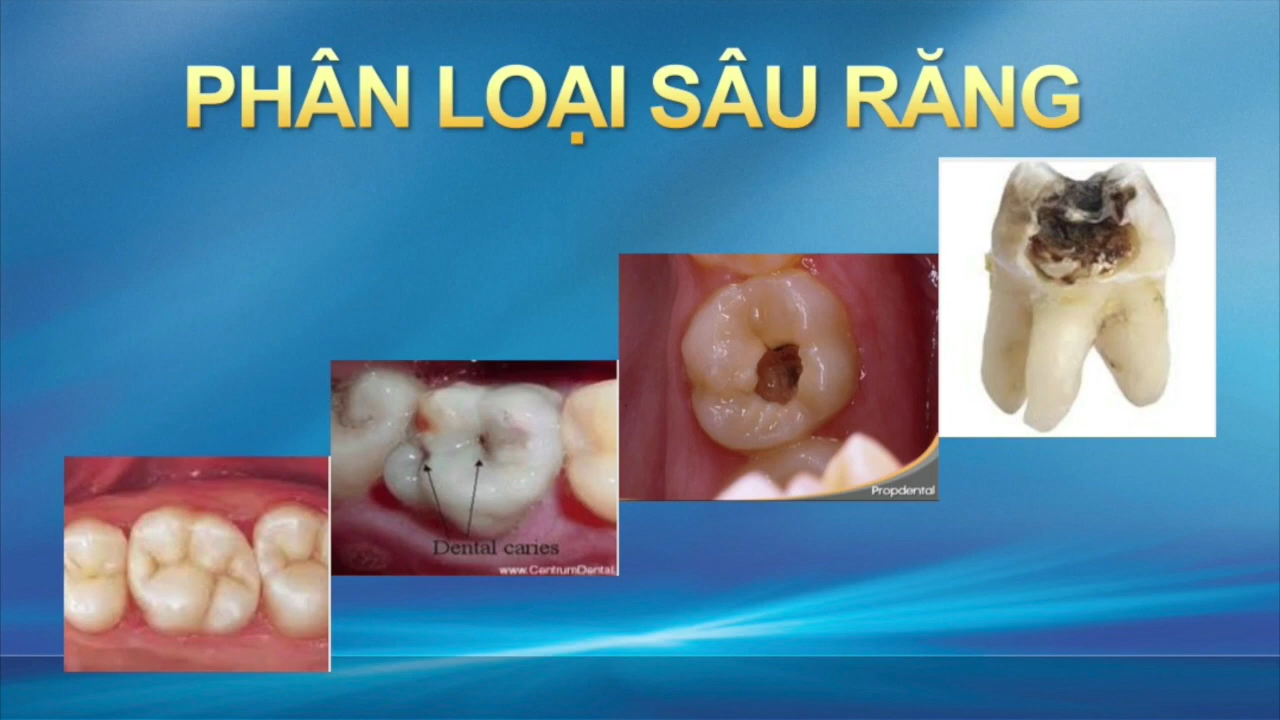 PHÂN LOẠI SÂU RĂNG
Propdental
Dental caries
www.CentrumDental.